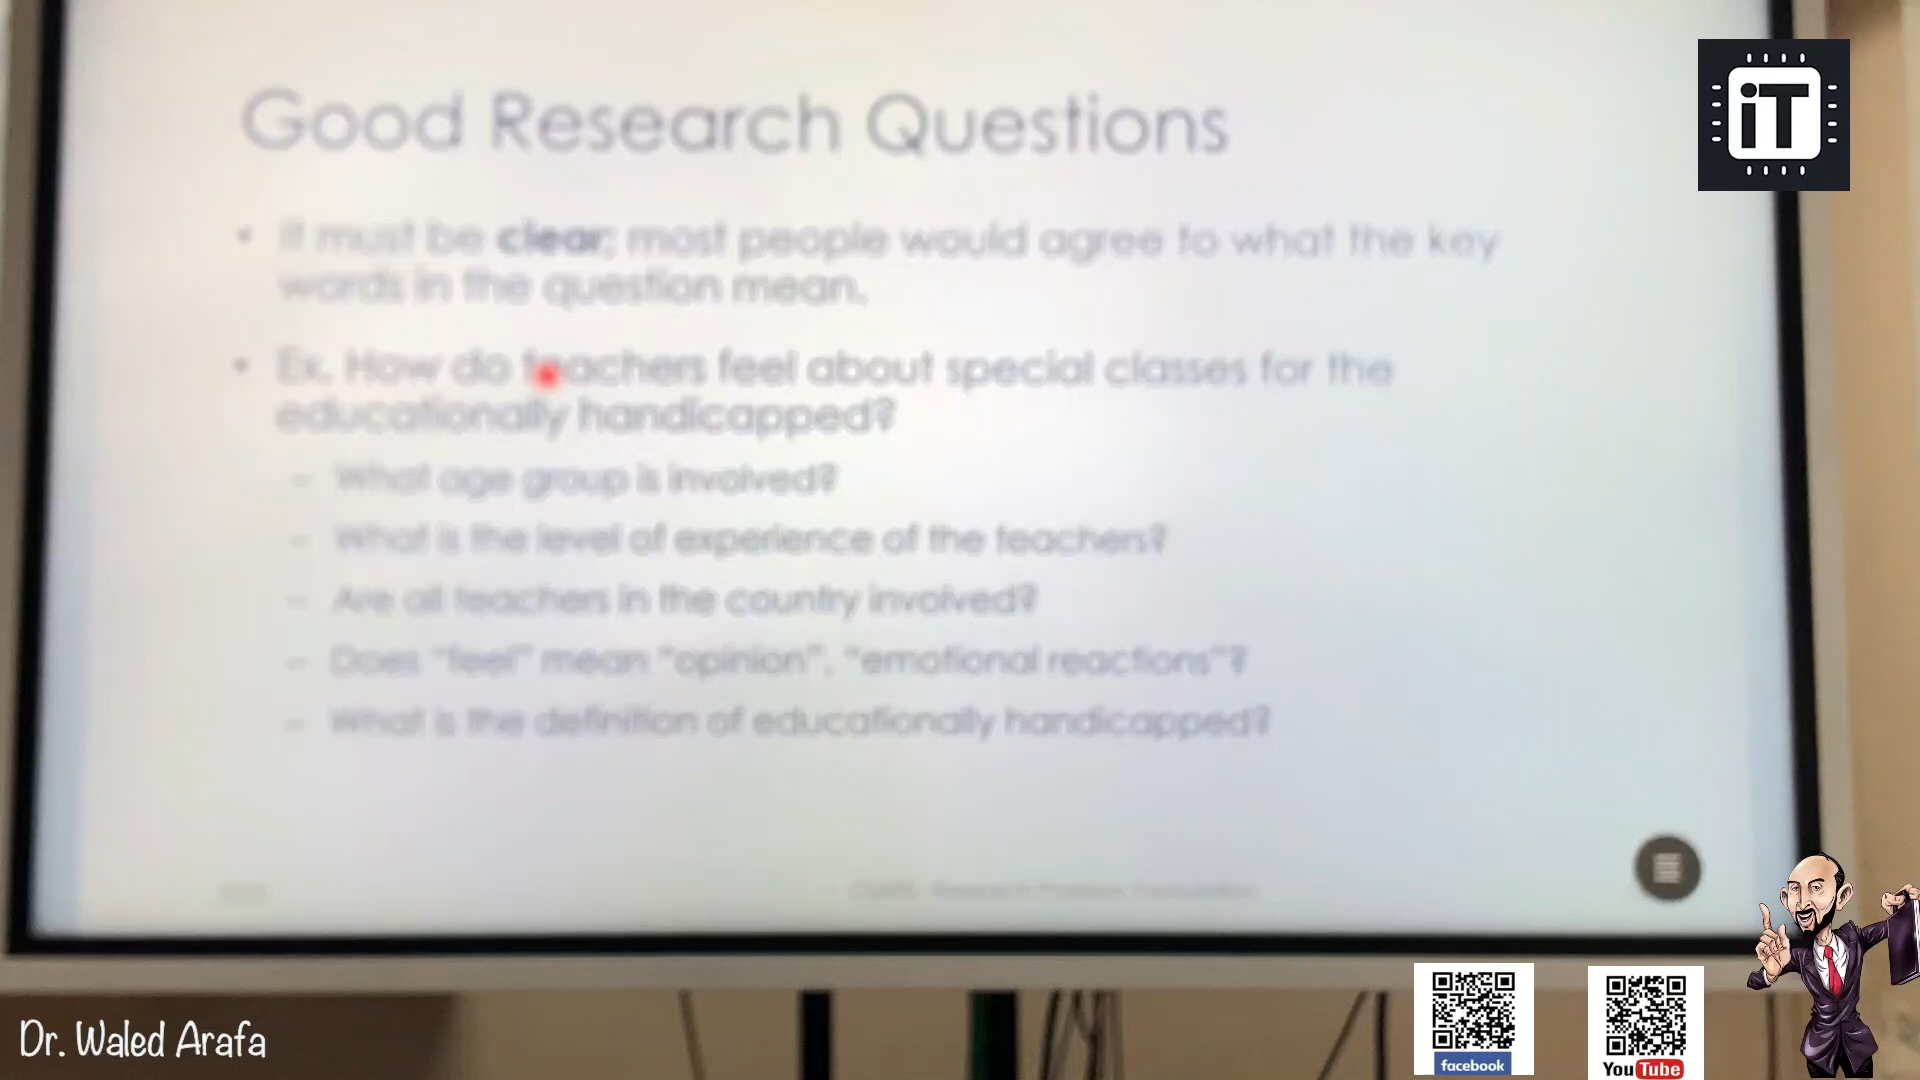 iT
Good Research Questions
• It must be clear; most people would agree to what the key
words in the question mean.
• Ex. How do teachers feel about special classes for the
educationally handicapped?
– What age group is involved?
– What is the level of experience of the teachers?
– Are all teachers in the country involved?
– Does "feel" mean "opinion", "emotional reactions"?
– What is the definition of educationally handicapped?
Research Problem
Dr. Waled Arafa
facebook
YouTube